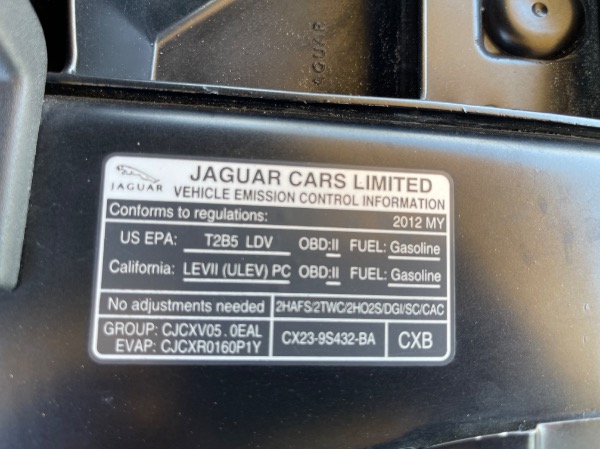 JAGUAR
JAGUAR
JAGUAR CARS LIMITED
VEHICLE EMISSION CONTROL INFORMATION
Conforms to regulations: 2012 MY
US EPA: T2B5 LDV OBD:II FUEL: Gasoline
California: LEVII (ULEV) PC OBD:II FUEL: Gasoline
No adjustments needed 2HAFS/2TWC/2HO2S/DGI/SC/CAC
GROUP: CJCXV05.0EAL
EVAP: CJCXR0160P1Y
CX23-9S432-BA
CXB